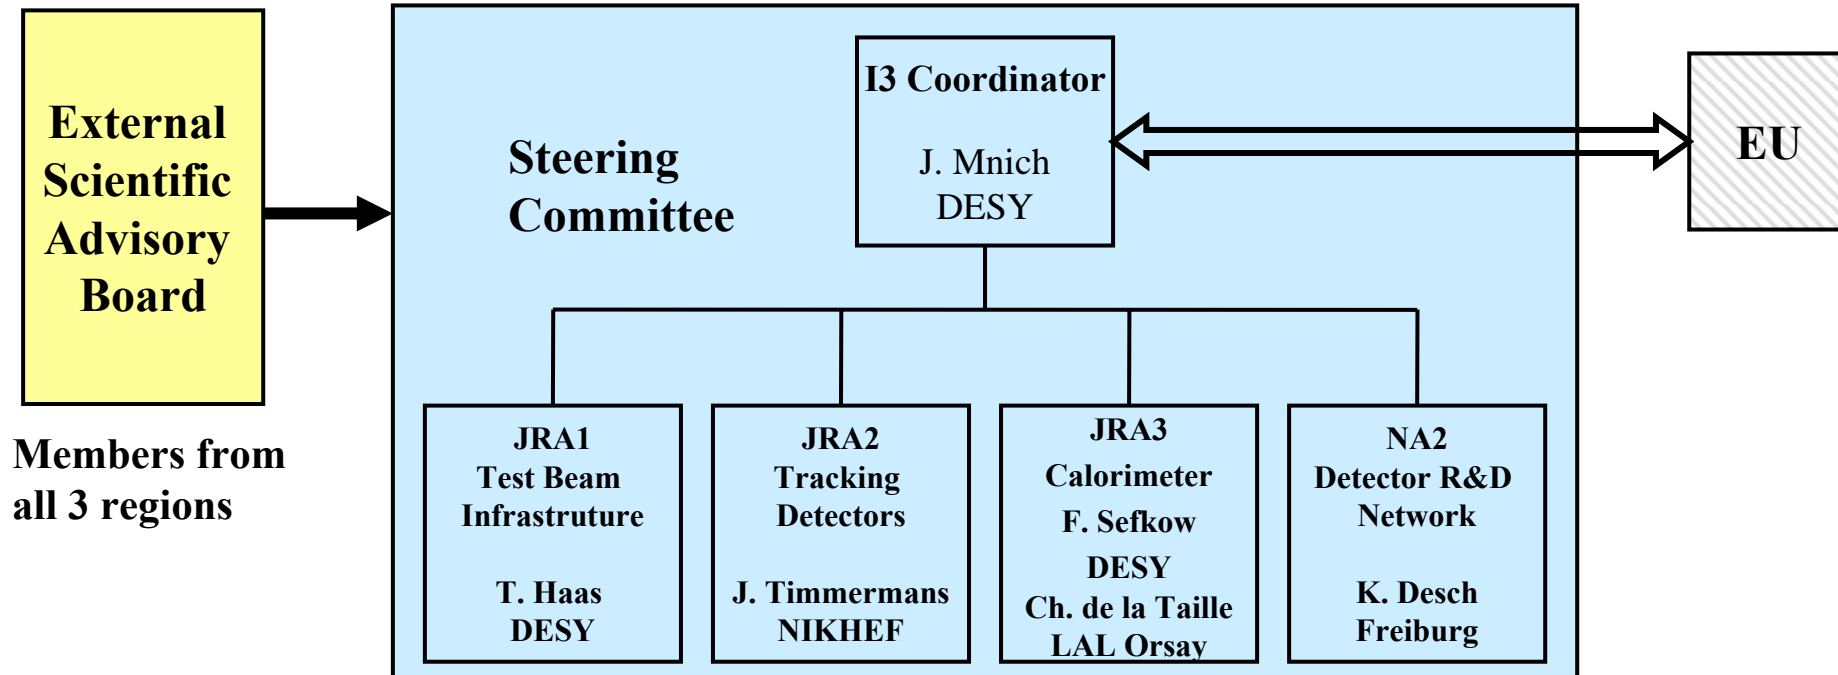 External
Scientific
Advisory
Board
Members from
all 3 regions
Steering
Committee
I3 Coordinator
J. Mnich
DESY
EU
JRA1
Test Beam
Infrastruture
T. Haas
DESY
JRA2
Tracking
Detectors
J. Timmermans
NIKHEF
JRA3
Calorimeter
F. Sefkow
DESY
Ch. de la Taille
LAL Orsay
NA2
Detector R&D
Network
K. Desch
Freiburg